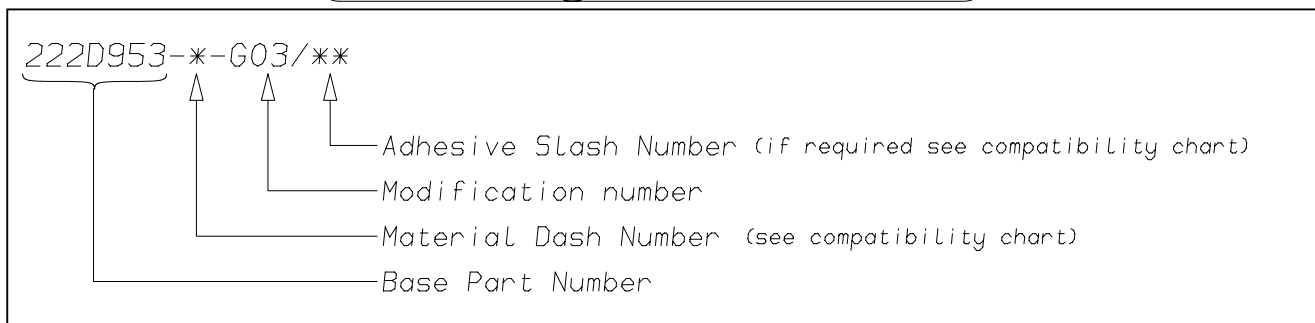 222D953-*-G03/**
Adhesive Slash Number (if required see compatibility chart)
Modification number
Material Dash Number (see compatibility chart)
Base Part Number